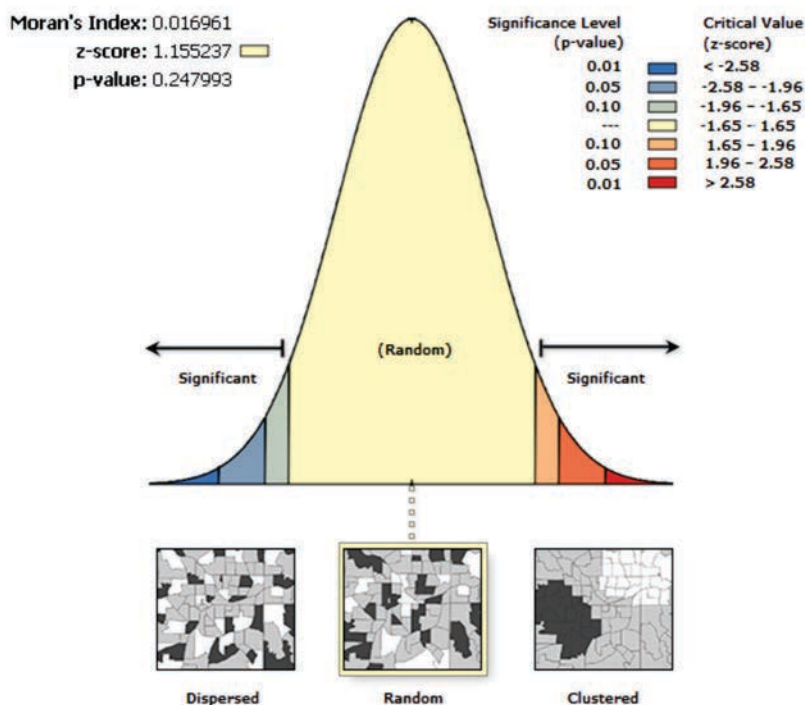 Moran's Index: 0.016961
z-score: 1.155237
p-value: 0.247993
Significance Level
(p-value)
Critical Value
(z-score)
0.01 < -2.58
0.05 -2.58 – -1.96
0.10 -1.96 – -1.65
--- -1.65 – 1.65
0.10 1.65 – 1.96
0.05 1.96 – 2.58
0.01 > 2.58
(Random)
Significant
Significant
Dispersed
Random
Clustered